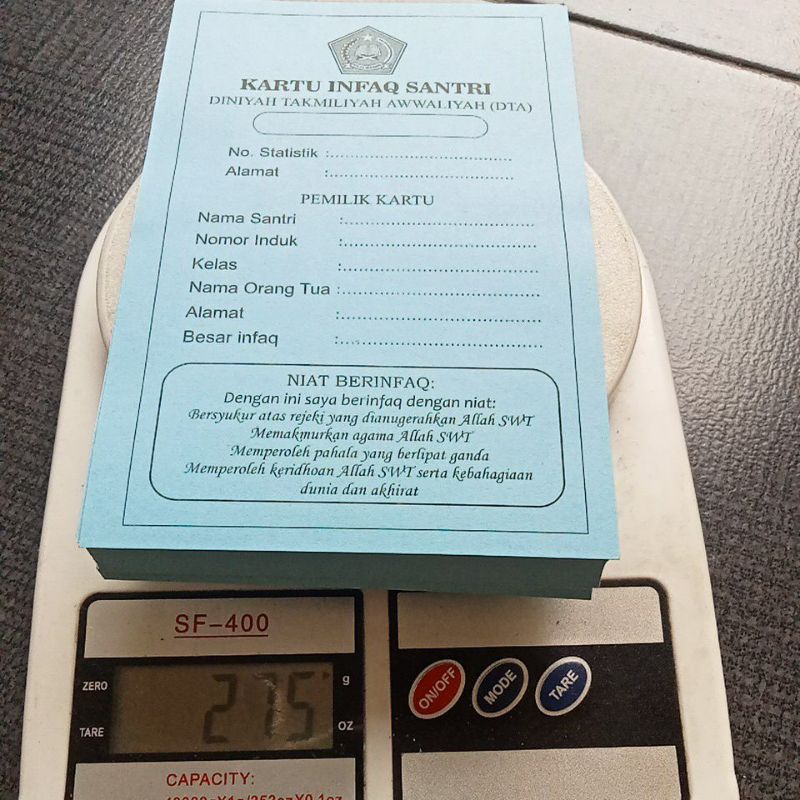 KARTU INFAQ SANTRI
DINIYAH TAKMILIYAH AWWALIYAH (DTA)
No. Statistik :..................................
Alamat :..................................
PEMILIK KARTU
Nama Santri :..................................
Nomor Induk :..................................
Kelas :..................................
Nama Orang Tua :..................................
Alamat :..................................
Besar infaq :..................................
NIAT BERINFAQ:
Dengan ini saya berinfaq dengan niat:
Bersyukur atas rejeki yang dianugerahkan Allah SWT
Memakmurkan agama Allah SWT
Memperoleh pahala yang berlipat ganda
Memperoleh keridhoan Allah SWT serta kebahagiaan
dunia dan akhirat
SF-400
ZERO
275
g
TARE
OZ
ON/OFF
MODE
TARE
CAPACITY: